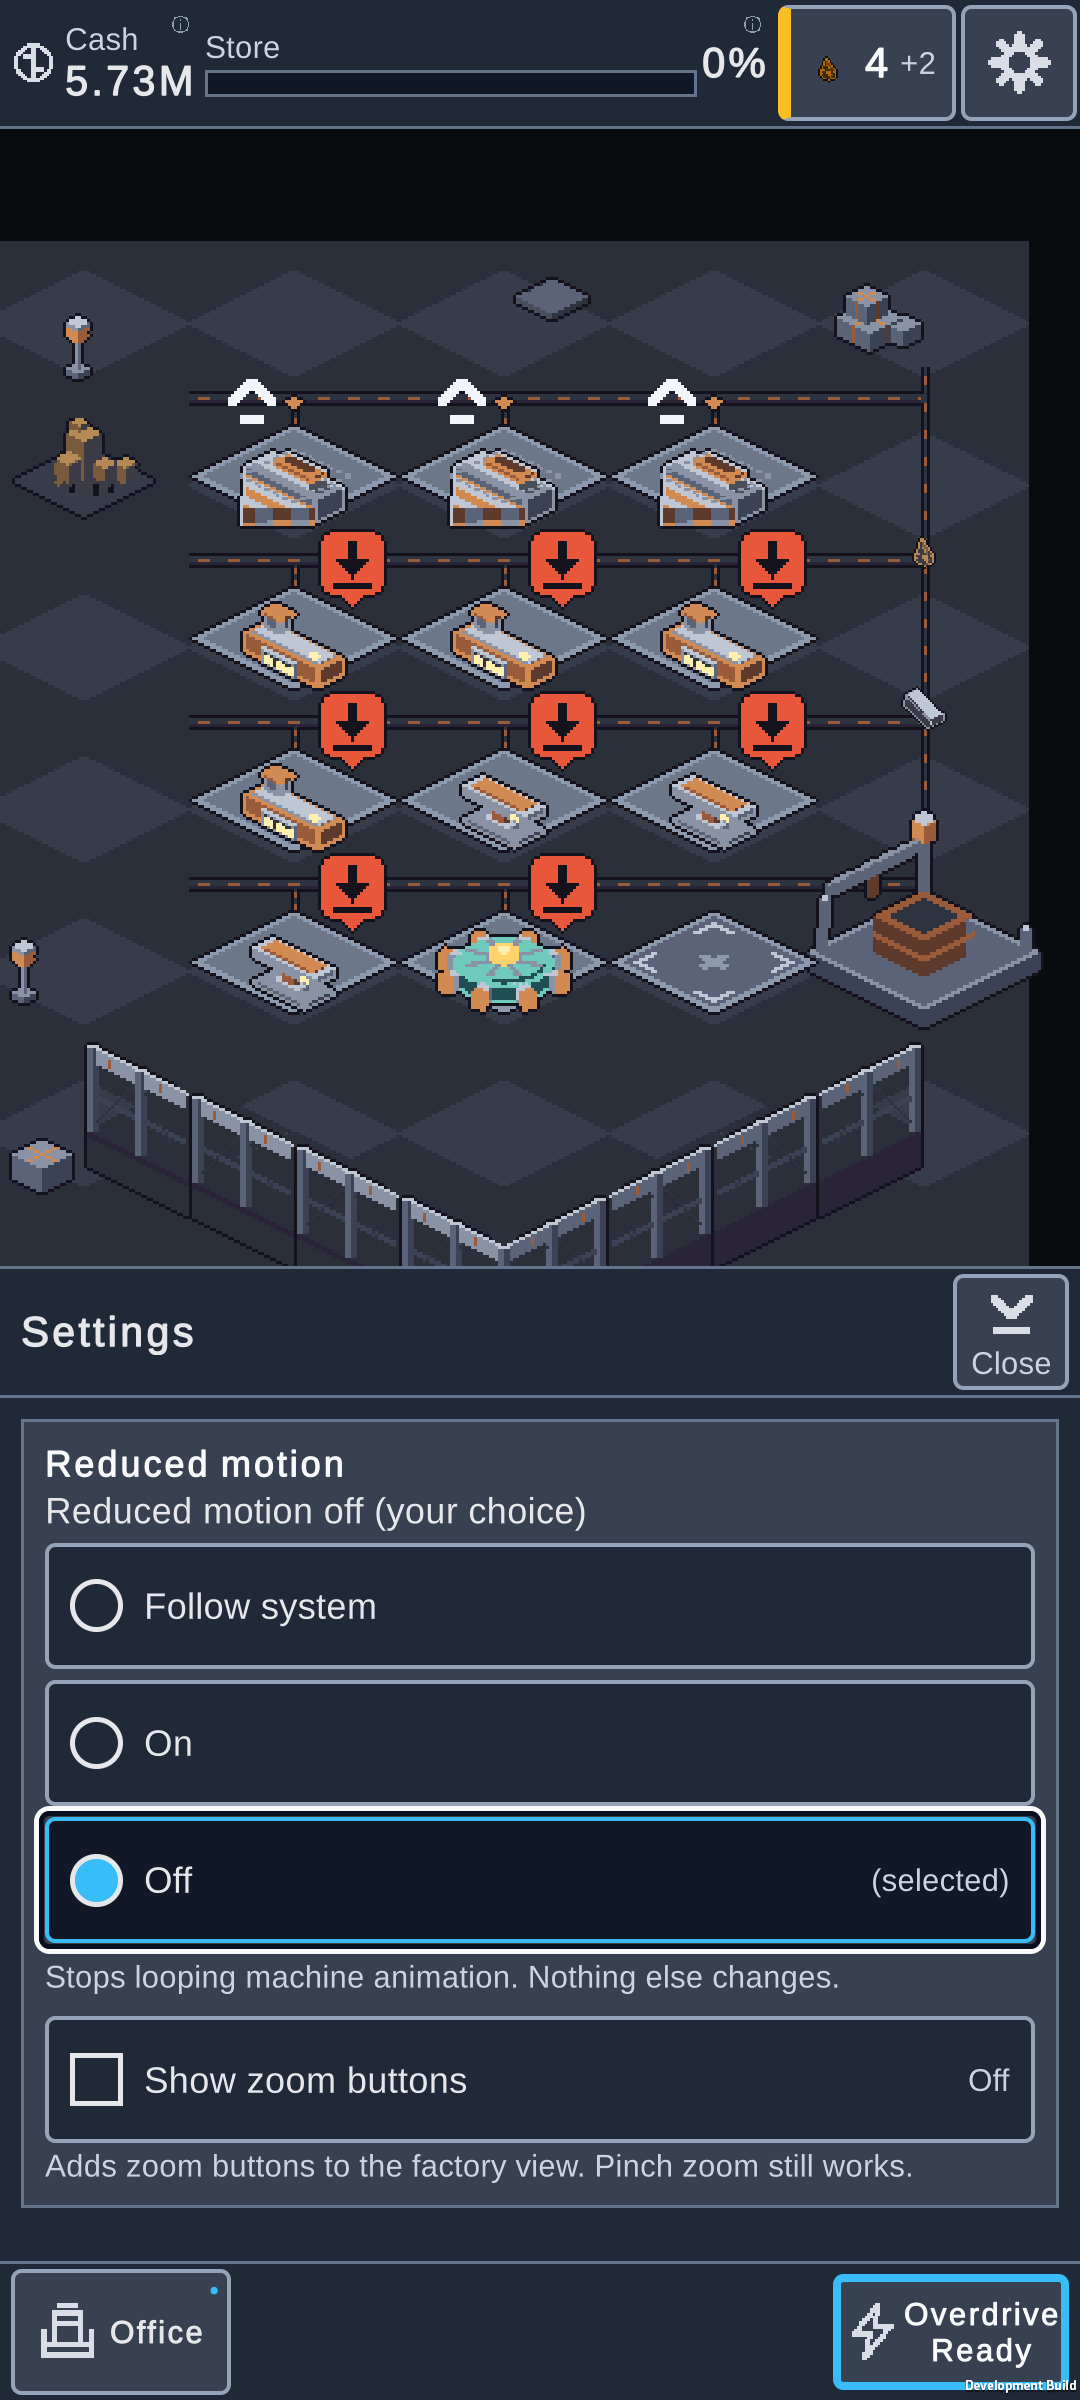 Cash
5.73M
Store
0%
4 +2
Settings
Close
Reduced motion
Reduced motion off (your choice)
Follow system
On
Off
(selected)
Stops looping machine animation. Nothing else changes.
Show zoom buttons
Off
Adds zoom buttons to the factory view. Pinch zoom still works.
Office
Overdrive
Ready
Development Build